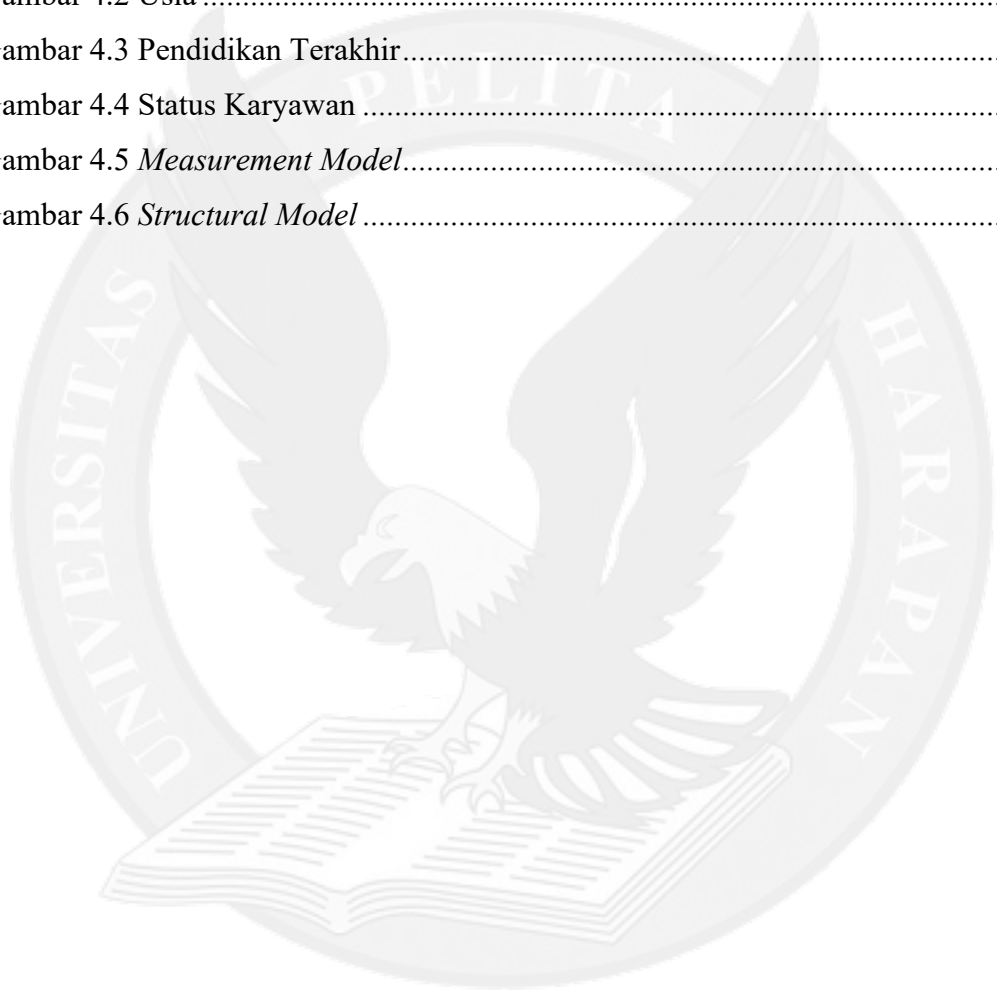 ambar 4.2 Usia ..........................................................................................
ambar 4.3 Pendidikan Terakhir..........................................................................
ambar 4.4 Status Karyawan ..............................................................................
ambar 4.5 Measurement Model..........................................................................
ambar 4.6 Structural Model ..............................................................................
UNIVERSITAS PELITA HARAPAN